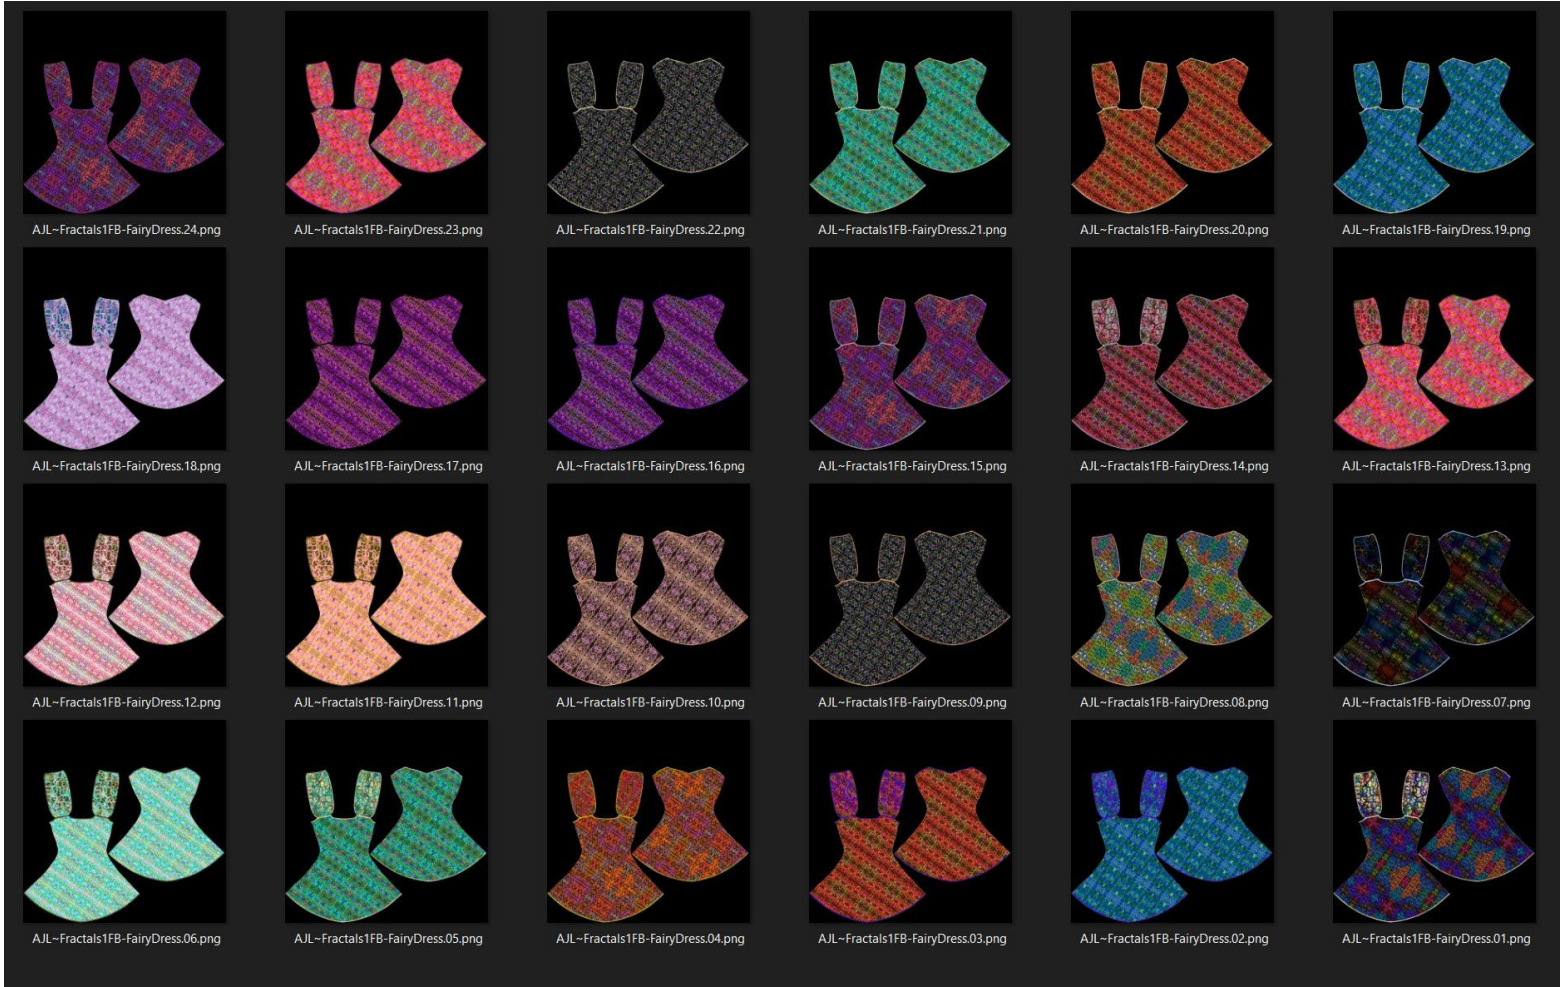 AJL~Fractals1FB-FairyDress.24.png AJL~Fractals1FB-FairyDress.23.png AJL~Fractals1FB-FairyDress.22.png AJL~Fractals1FB-FairyDress.21.png AJL~Fractals1FB-FairyDress.20.png AJL~Fractals1FB-FairyDress.19.png
AJL~Fractals1FB-FairyDress.18.png AJL~Fractals1FB-FairyDress.17.png AJL~Fractals1FB-FairyDress.16.png AJL~Fractals1FB-FairyDress.15.png AJL~Fractals1FB-FairyDress.14.png AJL~Fractals1FB-FairyDress.13.png
AJL~Fractals1FB-FairyDress.12.png AJL~Fractals1FB-FairyDress.11.png AJL~Fractals1FB-FairyDress.10.png AJL~Fractals1FB-FairyDress.09.png AJL~Fractals1FB-FairyDress.08.png AJL~Fractals1FB-FairyDress.07.png
AJL~Fractals1FB-FairyDress.06.png AJL~Fractals1FB-FairyDress.05.png AJL~Fractals1FB-FairyDress.04.png AJL~Fractals1FB-FairyDress.03.png AJL~Fractals1FB-FairyDress.02.png AJL~Fractals1FB-FairyDress.01.png